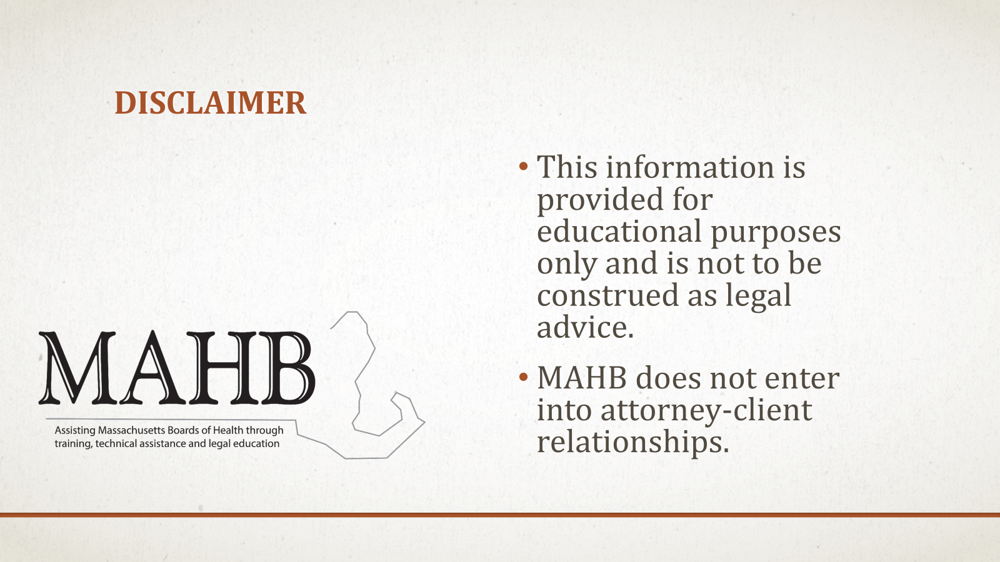 DISCLAIMER
• This information is
provided for
educational purposes
only and is not to be
construed as legal
advice.
• MAHB does not enter
into attorney-client
relationships.
MAHB
Assisting Massachusetts Boards of Health through
training, technical assistance and legal education